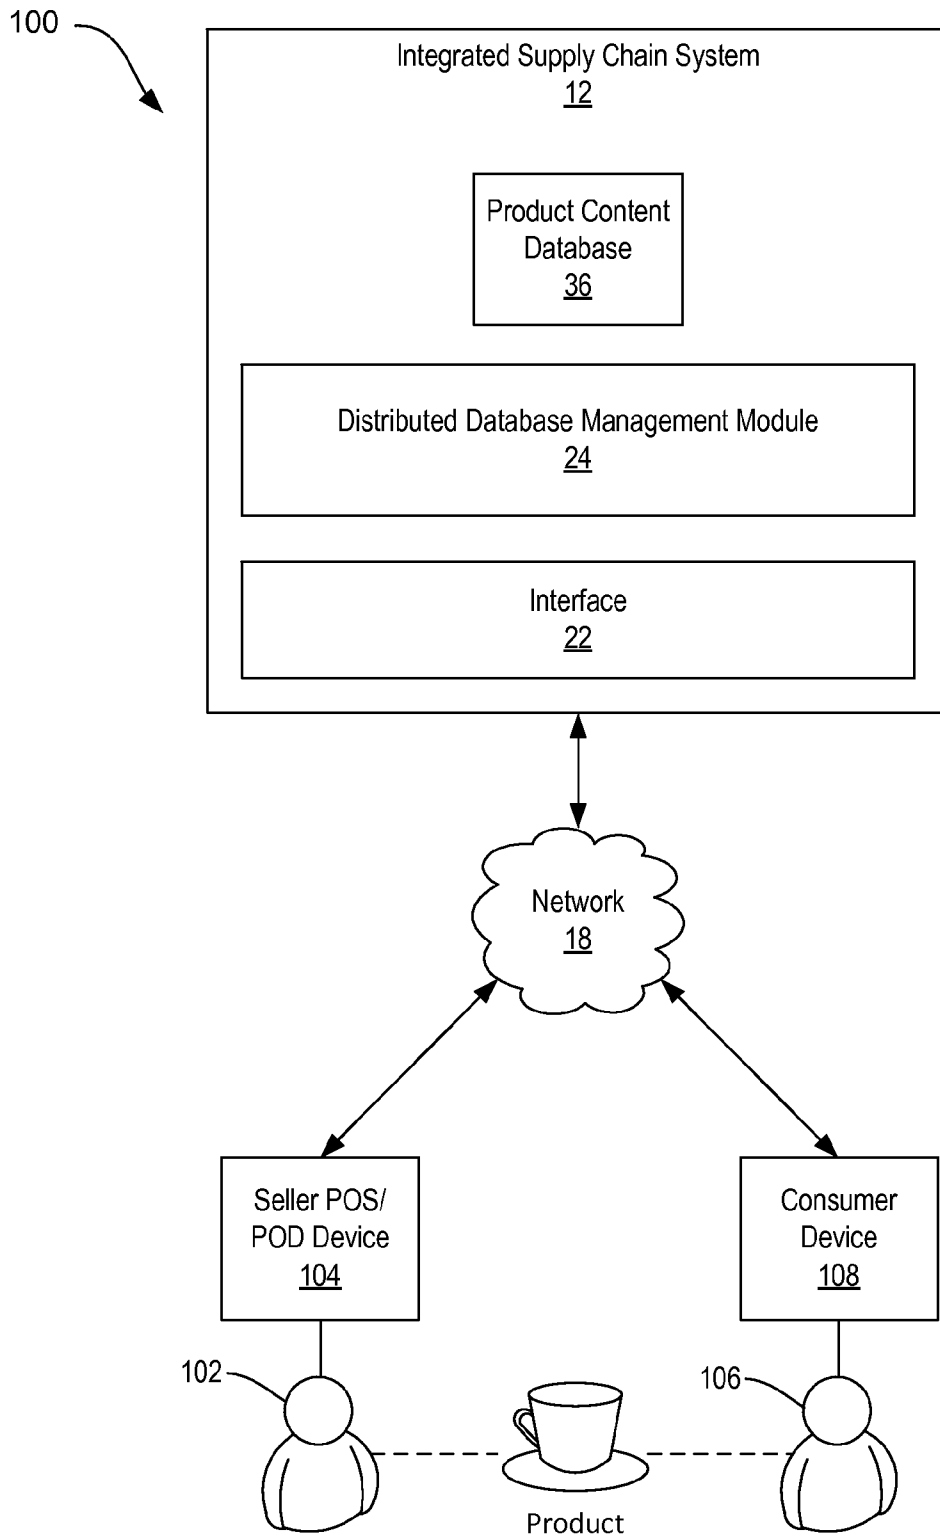 100
Integrated Supply Chain System
12
Product Content
Database
36
Distributed Database Management Module
24
Interface
22
Network
18
Seller POS/
POD Device
104
Consumer
Device
108
102
106
Product